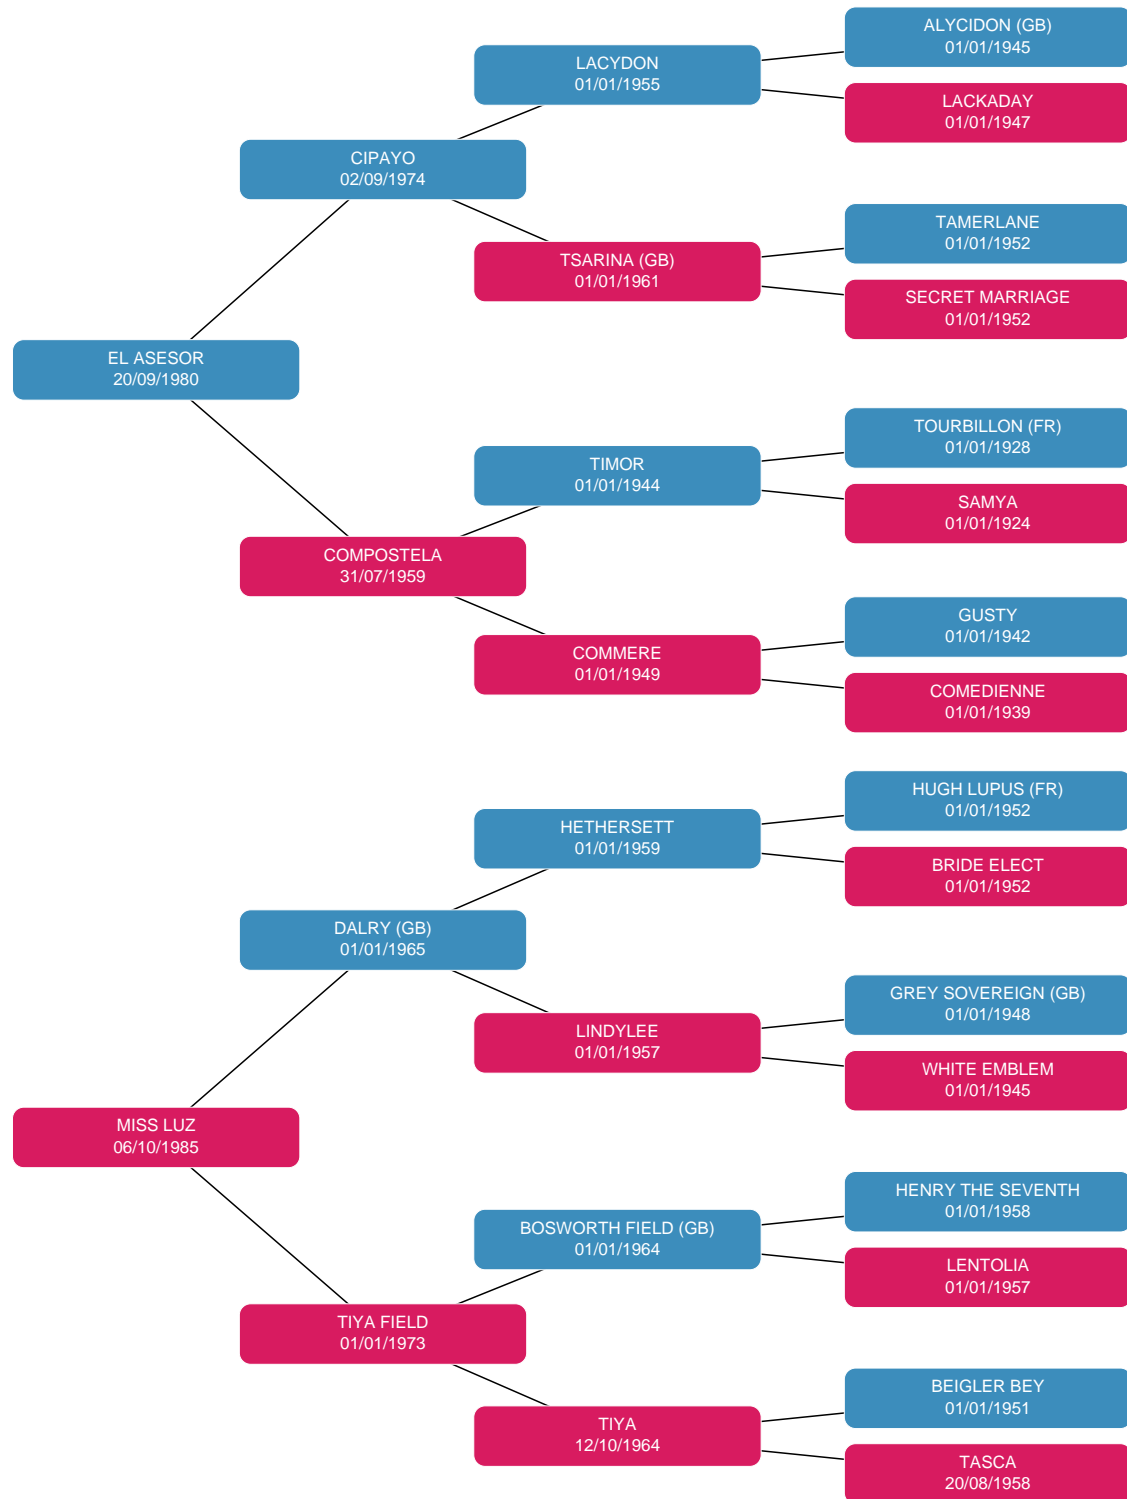 ALYCIDON (GB)
01/01/1945
LACYDON
01/01/1955
LACKADAY
01/01/1947
CIPAYO
02/09/1974
TAMERLANE
01/01/1952
TSARINA (GB)
01/01/1961
SECRET MARRIAGE
01/01/1952
EL ASESOR
20/09/1980
TOURBILLON (FR)
01/01/1928
TIMOR
01/01/1944
SAMYA
01/01/1924
COMPOSTELA
31/07/1959
GUSTY
01/01/1942
COMMERE
01/01/1949
COMEDIENNE
01/01/1939
HUGH LUPUS (FR)
01/01/1952
HETHERSETT
01/01/1959
BRIDE ELECT
01/01/1952
DALRY (GB)
01/01/1965
GREY SOVEREIGN (GB)
01/01/1948
LINDYLEE
01/01/1957
WHITE EMBLEM
01/01/1945
MISS LUZ
06/10/1985
HENRY THE SEVENTH
01/01/1958
BOSWORTH FIELD (GB)
01/01/1964
LENTOLIA
01/01/1957
TIYA FIELD
01/01/1973
BEIGLER BEY
01/01/1951
TIYA
12/10/1964
TASCA
20/08/1958